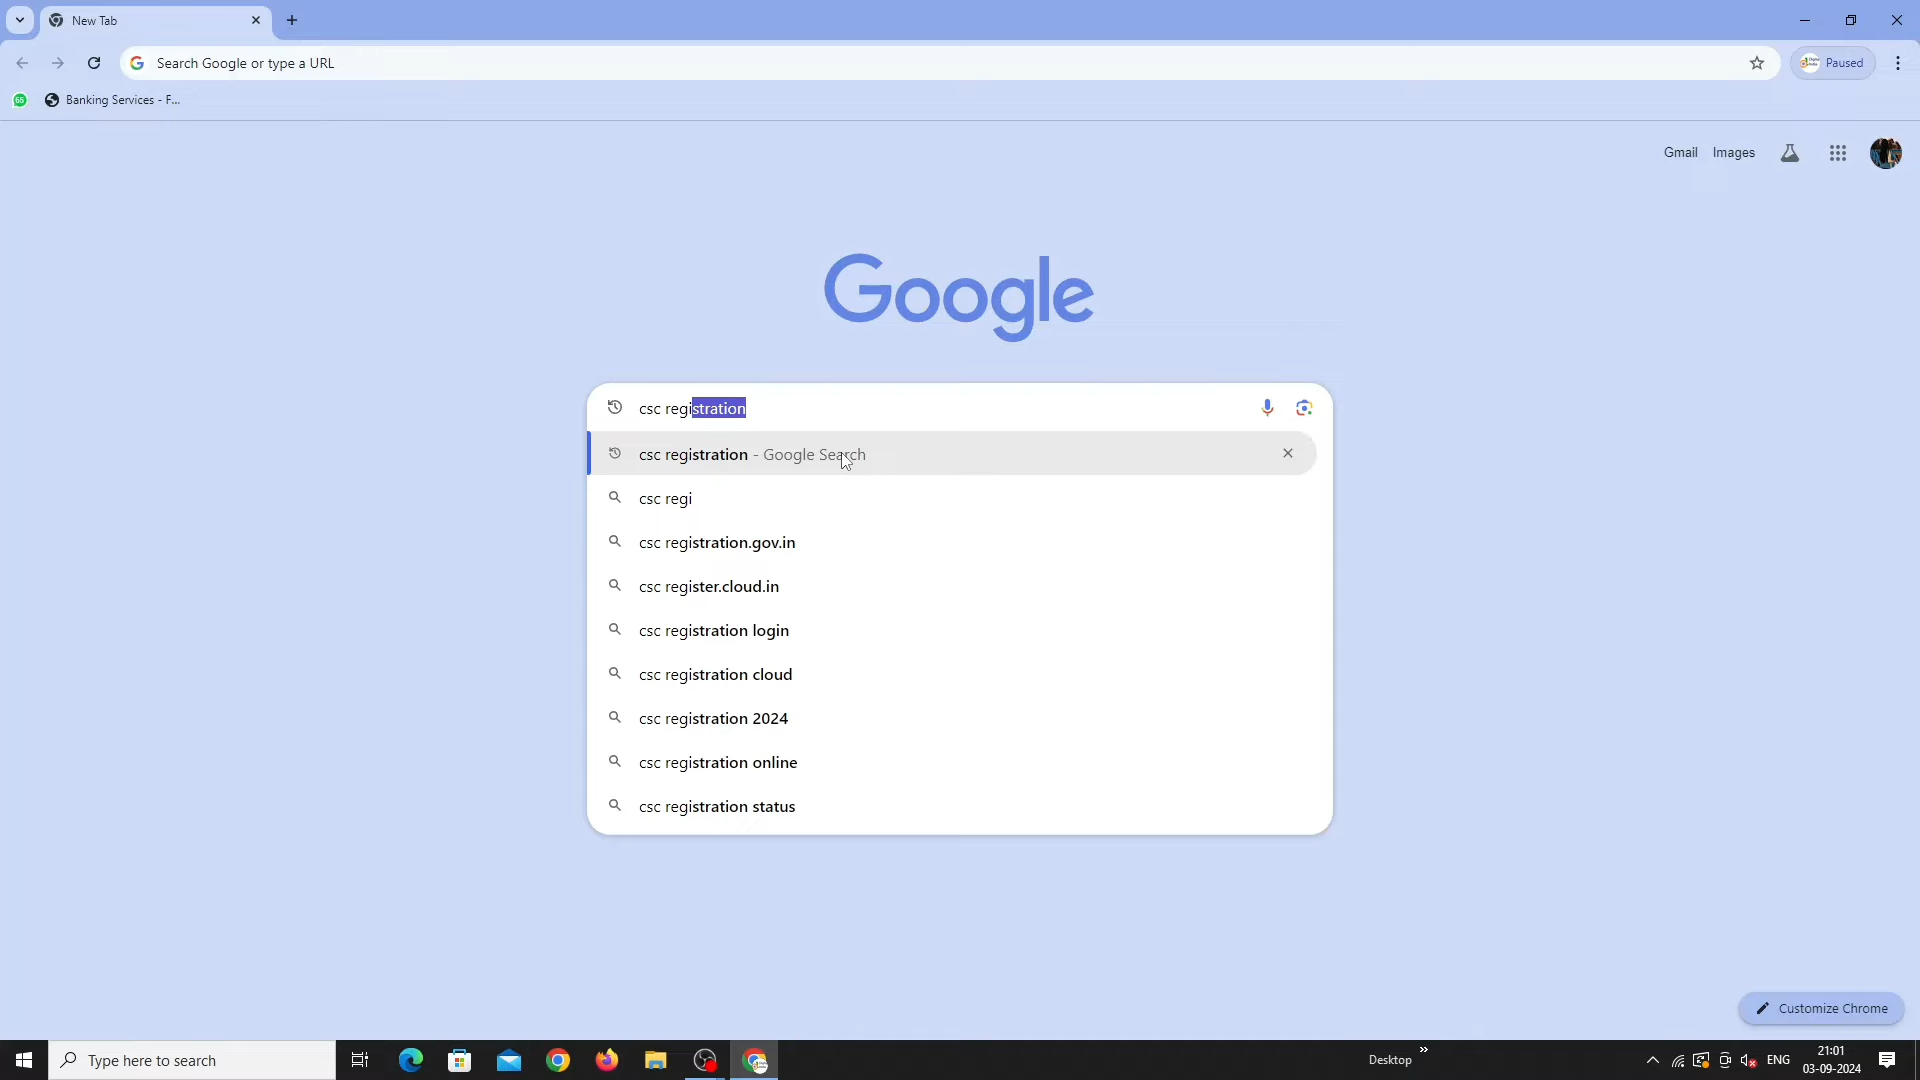 New Tab
Search Google or type a URL
Paused
65
Banking Services - F...
Gmail Images
Google
csc registration
csc registration - Google Search
csc regi
csc registration.gov.in
csc register.cloud.in
csc registration login
csc registration cloud
csc registration 2024
csc registration online
csc registration status
Customize Chrome
Type here to search
Desktop
ENG
21:01
03-09-2024